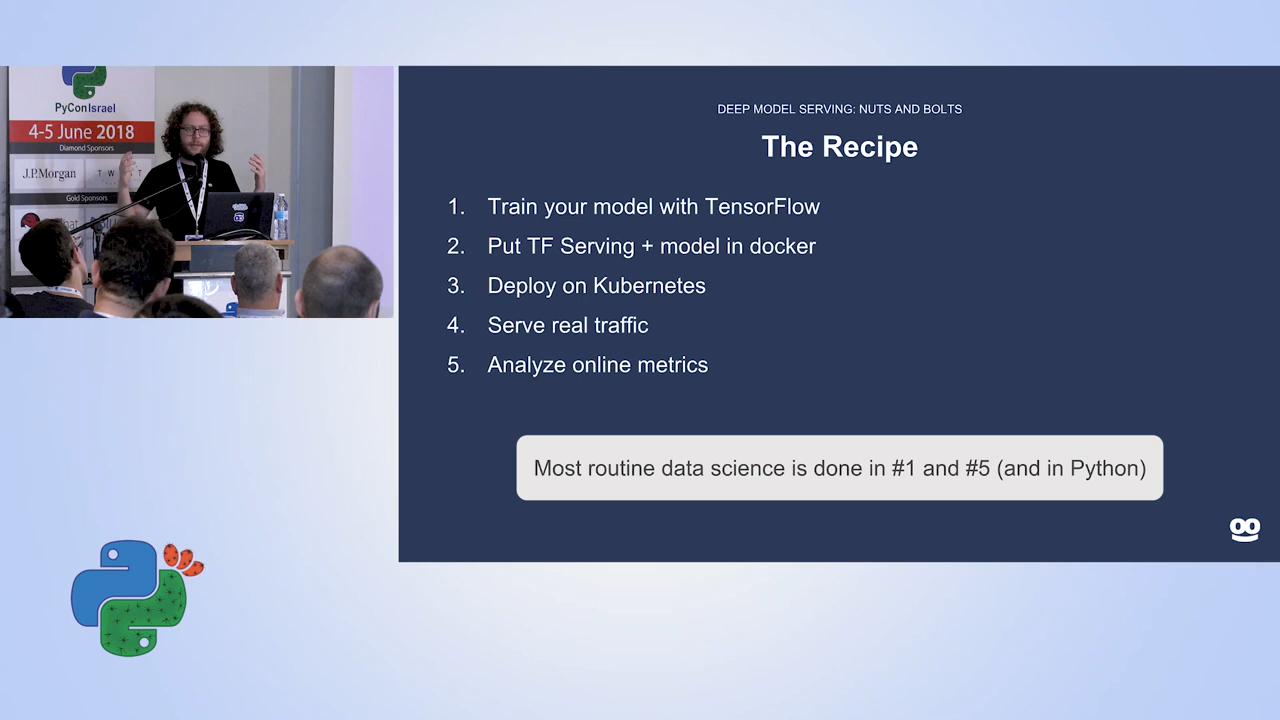 PyConIsrael
4-5 June 2018
Diamond Sponsors
J.P.Morgan
Gold Sponsors
DEEP MODEL SERVING: NUTS AND BOLTS
The Recipe
1. Train your model with TensorFlow
2. Put TF Serving + model in docker
3. Deploy on Kubernetes
4. Serve real traffic
5. Analyze online metrics
Most routine data science is done in #1 and #5 (and in Python)